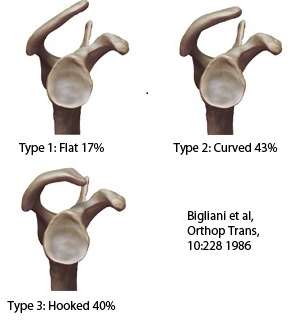 Type 1: Flat 17%
Type 2: Curved 43%
Type 3: Hooked 40%
Bigliani et al,
Orthop Trans,
10:228 1986